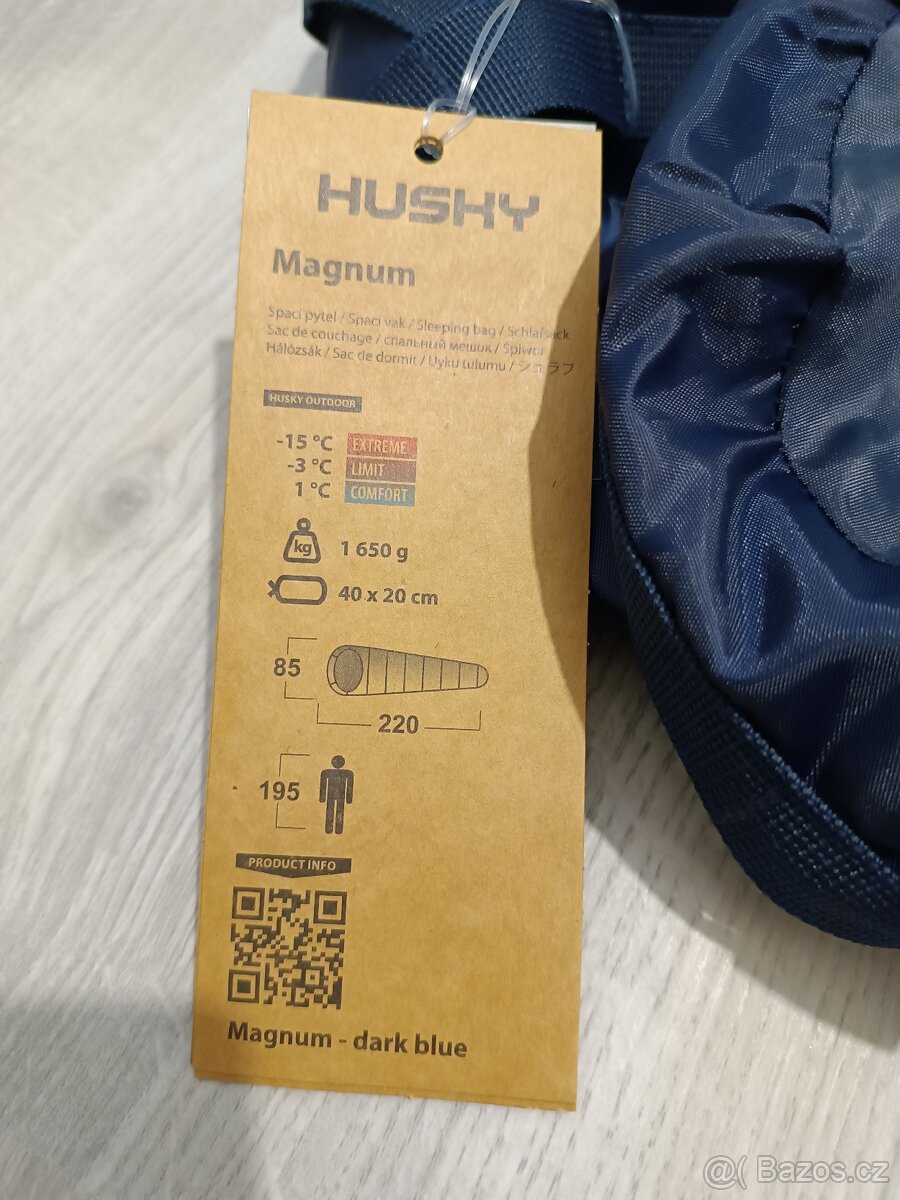 HUSKY
Magnum
Spací pytel / Spací vak / Sleeping bag / Schlafsack
Sac de couchage / спальный мешок / Śpiwór
Hálózsák / Sac de dormit / Uyku tulumu / シュラフ
HUSKY OUTDOOR
-15 °C EXTREME
-3 °C LIMIT
1 °C COMFORT
kg 1 650 g
40 x 20 cm
85
220
195
PRODUCT INFO
Magnum - dark blue
@( Bazos.cz